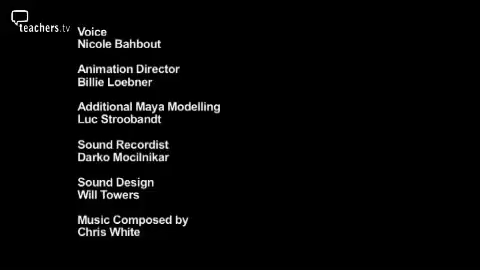 teachers.tv
Voice
Nicole Bahbout
Animation Director
Billie Loebner
Additional Maya Modelling
Luc Stroobandt
Sound Recordist
Darko Mocilnikar
Sound Design
Will Towers
Music Composed by
Chris White